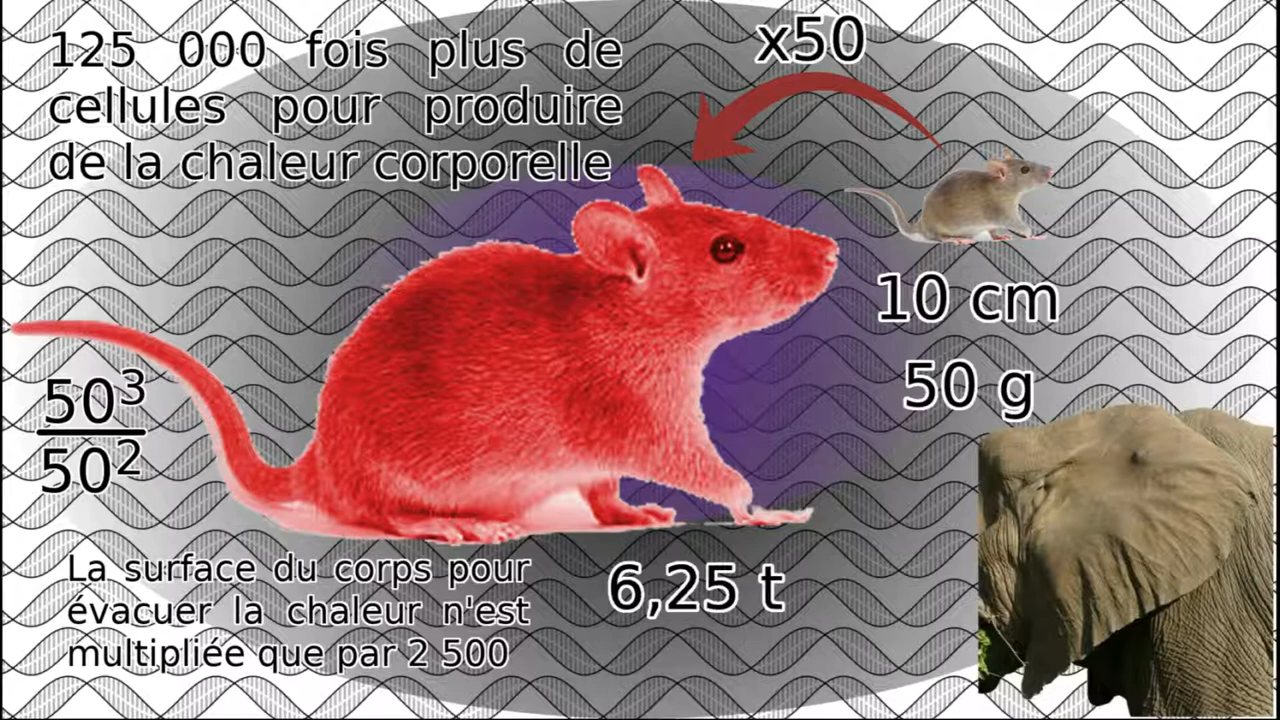 125 000 fois plus de
cellules pour produire
de la chaleur corporelle
x50
10 cm
50 g
50³
50²
La surface du corps pour
évacuer la chaleur n'est
multipliée que par 2 500
6,25 t